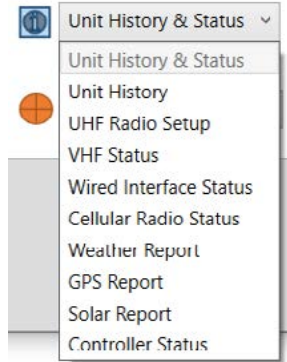 Unit History & Status
Unit History & Status
Unit History
UHF Radio Setup
VHF Status
Wired Interface Status
Cellular Radio Status
Weather Report
GPS Report
Solar Report
Controller Status